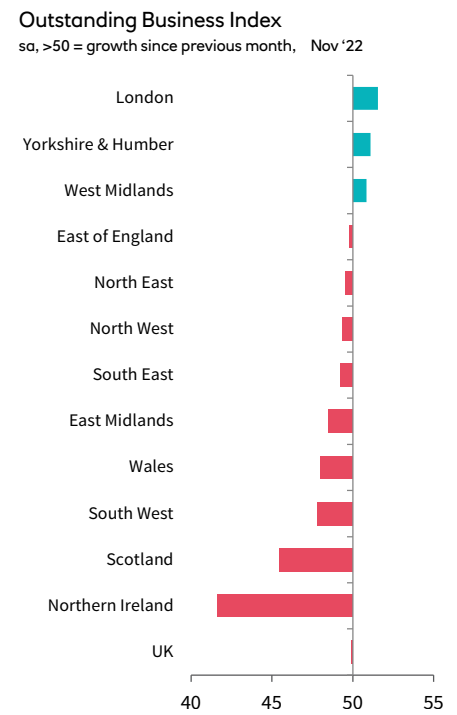 Outstanding Business Index
sa, >50 = growth since previous month, Nov ‘22
London
Yorkshire & Humber
West Midlands
East of England
North East
North West
South East
East Midlands
Wales
South West
Scotland
Northern Ireland
UK
40 45 50 55